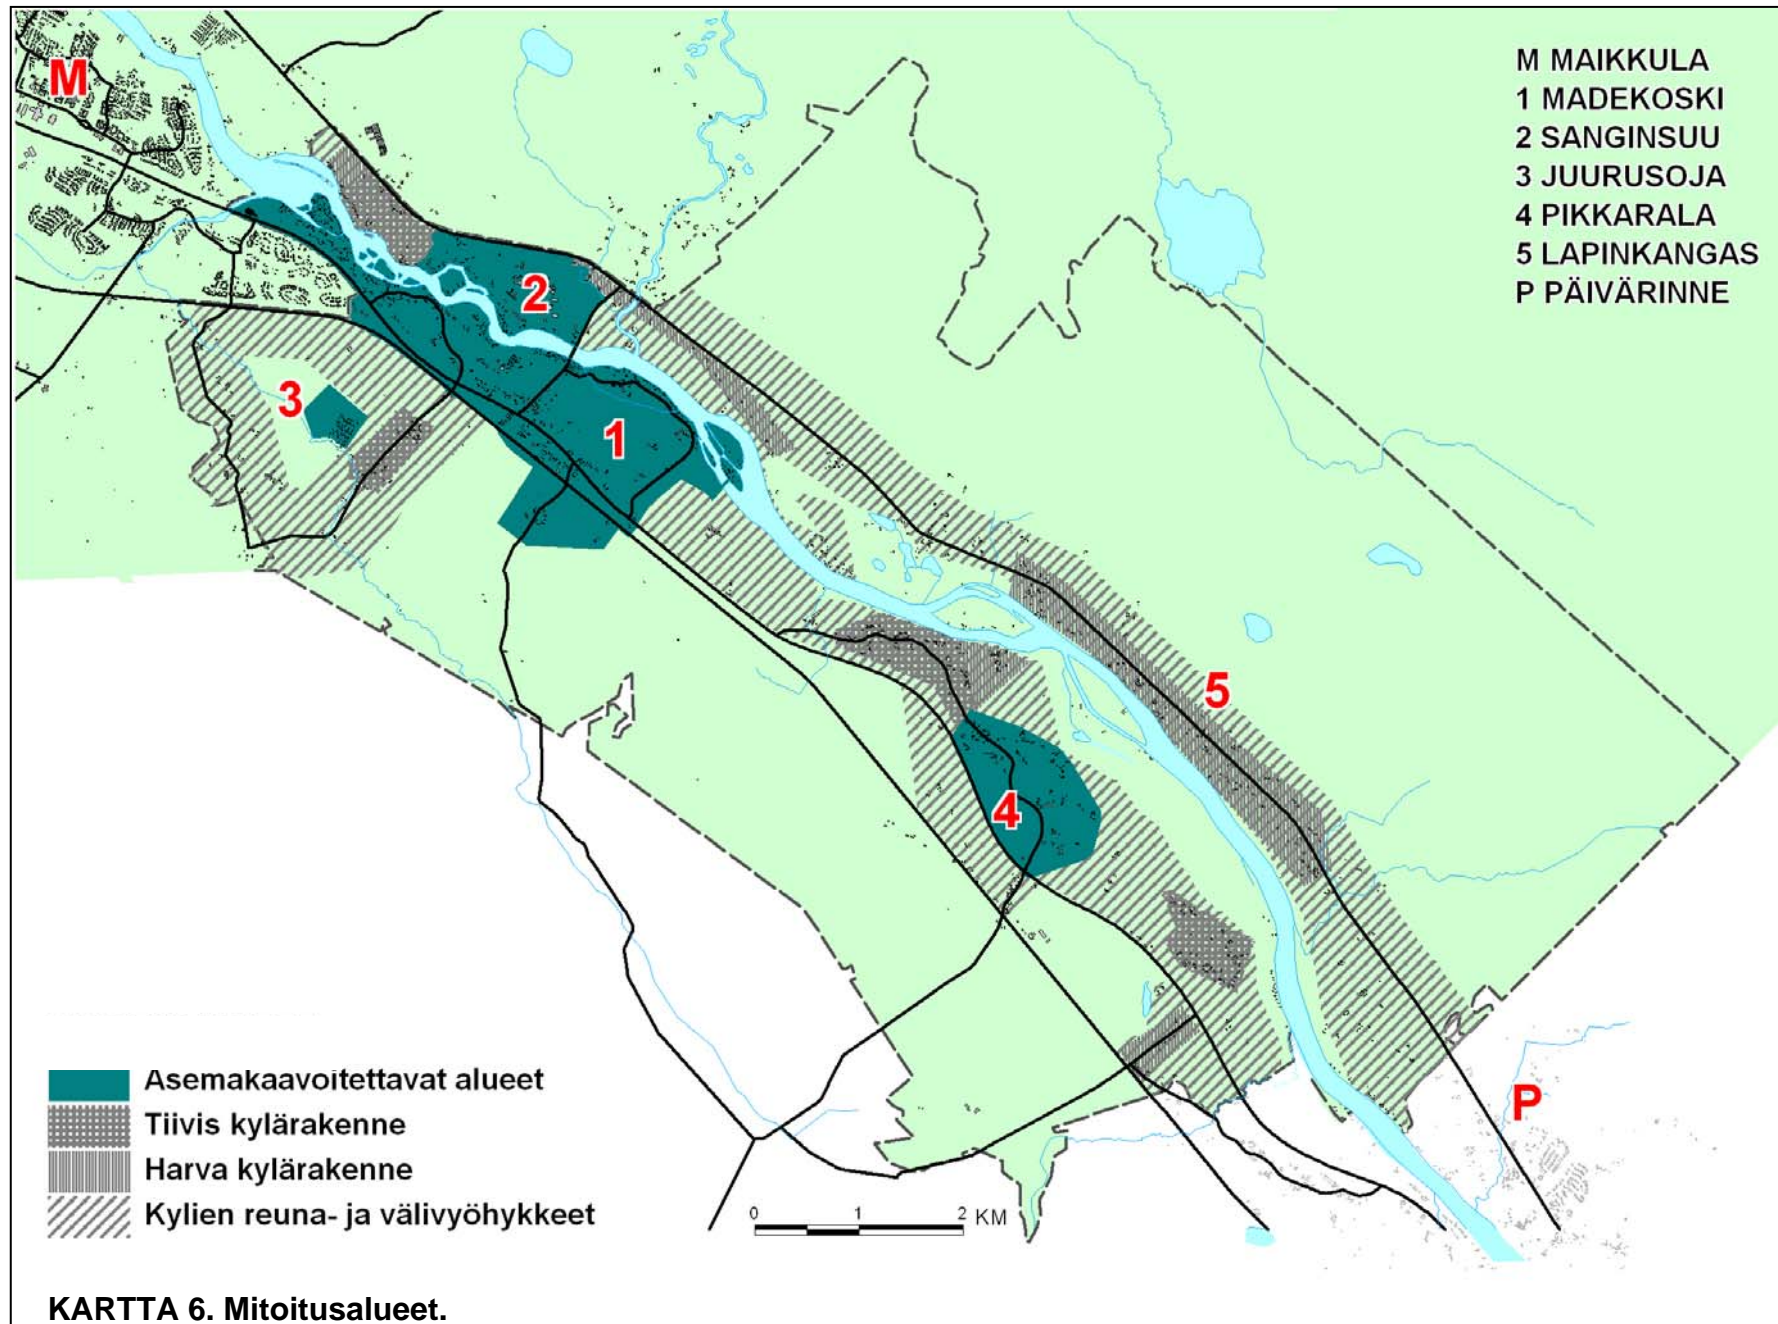 M MAIKKULA
1 MADEKOSKI
2 SANGINSUU
3 JUURUSOJA
4 PIKKARALA
5 LAPINKANGAS
P PÄIVÄRINNE
M
2
3
1
5
4
P
Asemakaavoitettavat alueet
Tiivis kylärakenne
Harva kylärakenne
Kylien reuna- ja välivyöhykkeet
0 1 2 KM
KARTTA 6. Mitoitusalueet.